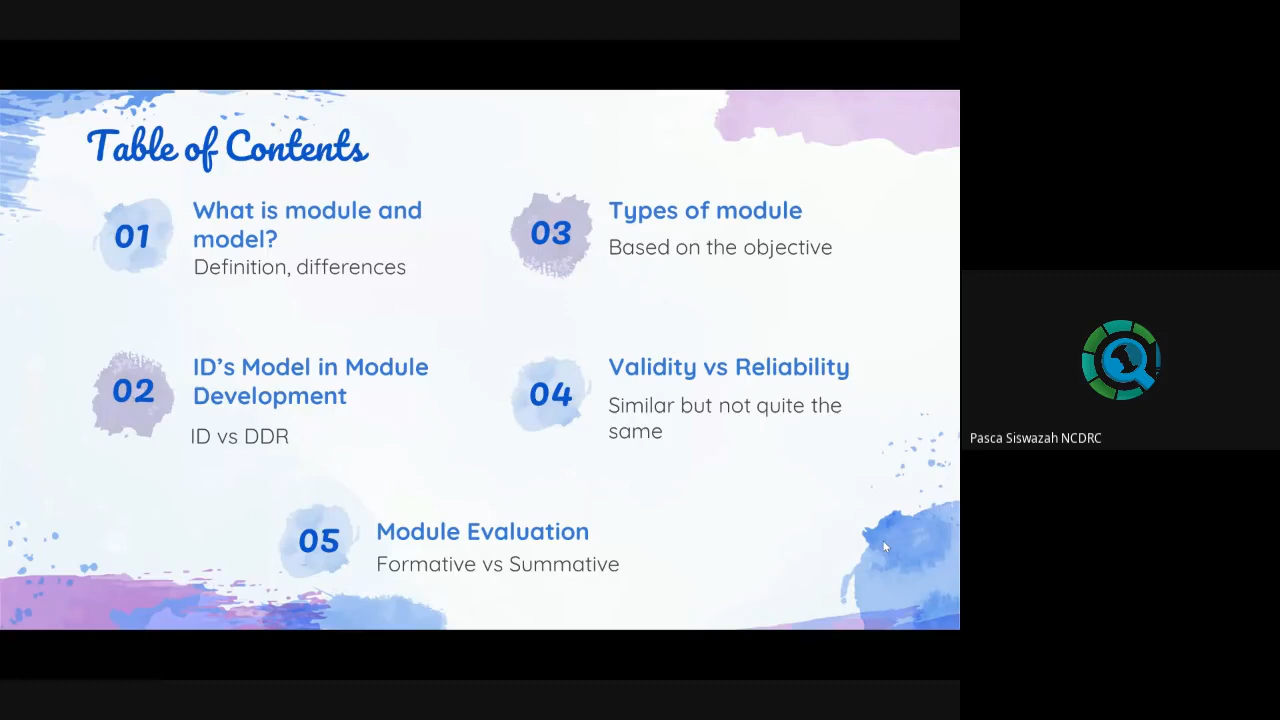 Table of Contents
01
What is module and
model?
Definition, differences
02
ID's Model in Module
Development
ID vs DDR
03
Types of module
Based on the objective
04
Validity vs Reliability
Similar but not quite the
same
05
Module Evaluation
Formative vs Summative
Pasca Siswazah NCDRC